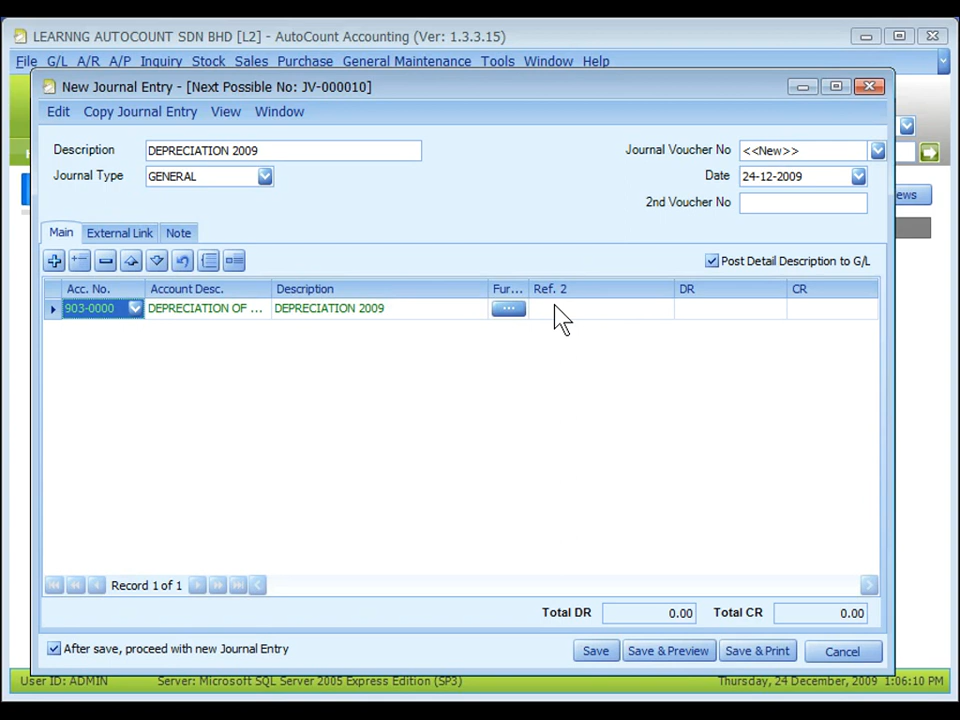 LEARNNG AUTOCOUNT SDN BHD [L2] - AutoCount Accounting (Ver: 1.3.3.15)
File G/L A/R A/P Inquiry Stock Sales Purchase General Maintenance Tools Window Help
New Journal Entry - [Next Possible No: JV-000010]
Edit Copy Journal Entry View Window
Description DEPRECIATION 2009 Journal Voucher No <<New>>
Journal Type GENERAL Date 24-12-2009
2nd Voucher No
Main External Link Note
Post Detail Description to G/L
Acc. No. Account Desc. Description Fur... Ref. 2 DR CR
903-0000 DEPRECIATION OF ... DEPRECIATION 2009 ...
Record 1 of 1
Total DR 0.00 Total CR 0.00
After save, proceed with new Journal Entry Save Save & Preview Save & Print Cancel
User ID: ADMIN Server: Microsoft SQL Server 2005 Express Edition (SP3) Thursday, 24 December, 2009 1:06:10 PM